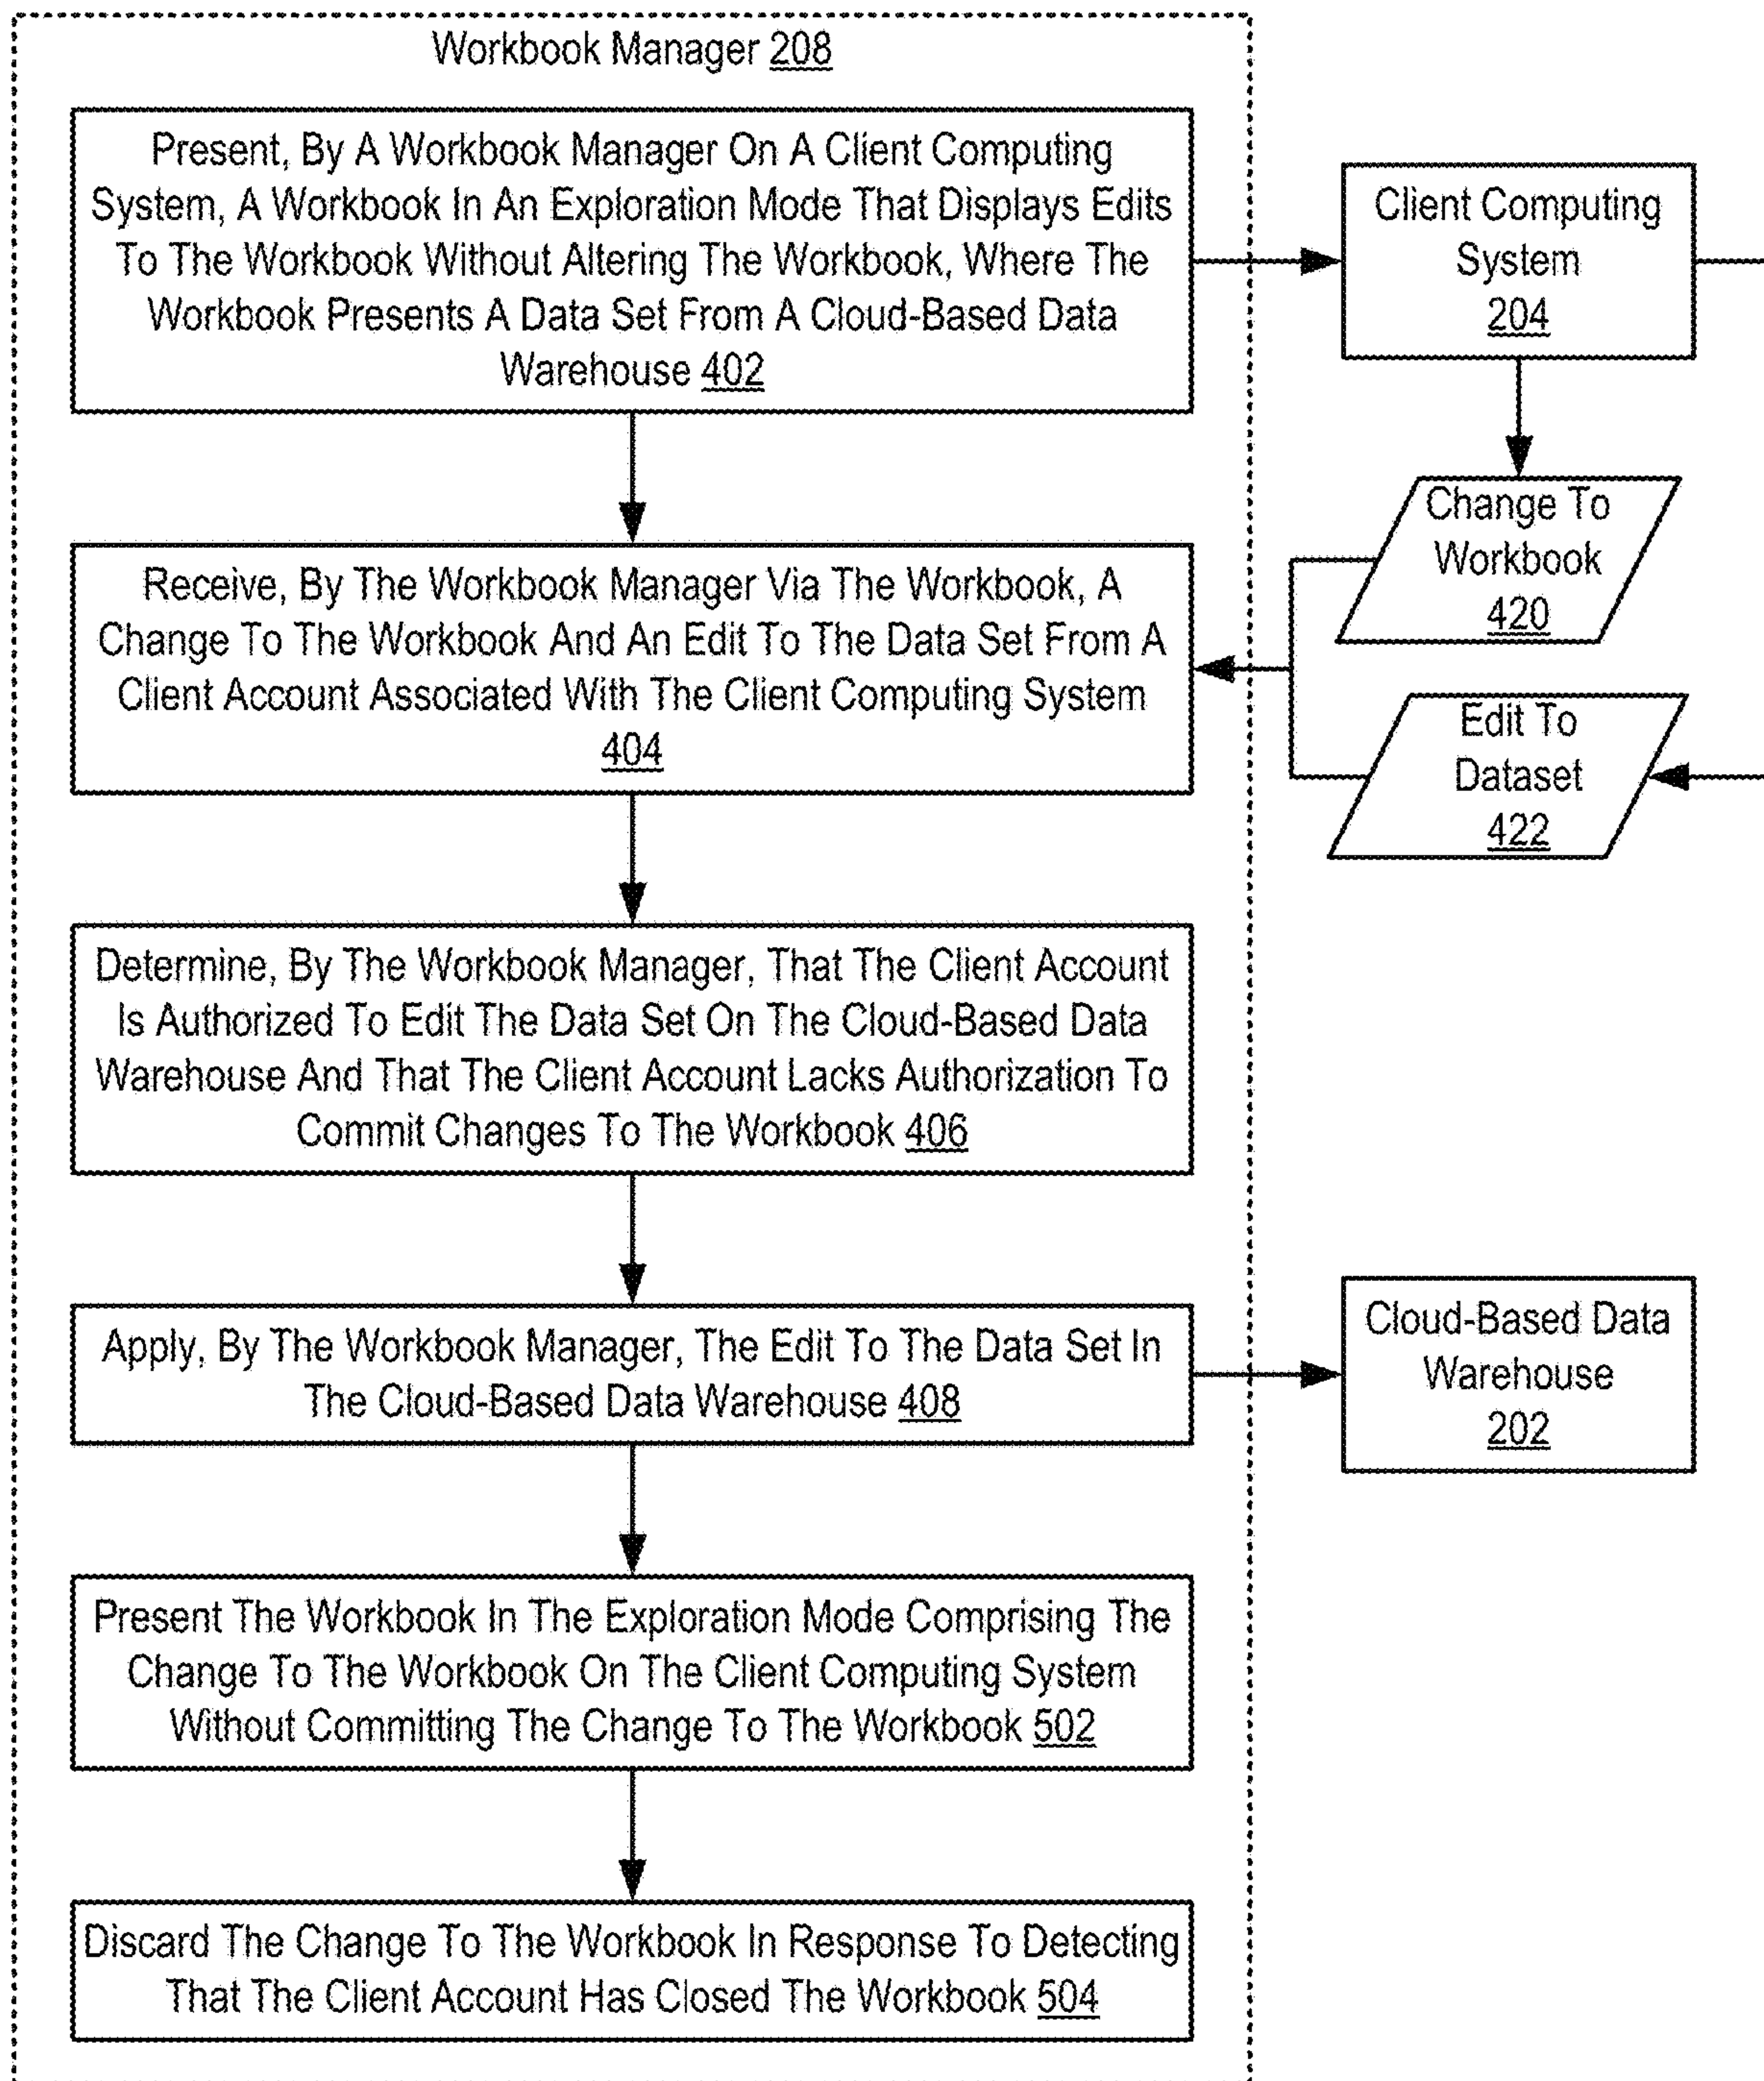 Workbook Manager 208
Present, By A Workbook Manager On A Client Computing
System, A Workbook In An Exploration Mode That Displays Edits
To The Workbook Without Altering The Workbook, Where The
Workbook Presents A Data Set From A Cloud-Based Data
Warehouse 402
Client Computing
System
204
Change To
Workbook
420
Receive, By The Workbook Manager Via The Workbook, A
Change To The Workbook And An Edit To The Data Set From A
Client Account Associated With The Client Computing System
404
Edit To
Dataset
422
Determine, By The Workbook Manager, That The Client Account
Is Authorized To Edit The Data Set On The Cloud-Based Data
Warehouse And That The Client Account Lacks Authorization To
Commit Changes To The Workbook 406
Apply, By The Workbook Manager, The Edit To The Data Set In
The Cloud-Based Data Warehouse 408
Cloud-Based Data
Warehouse
202
Present The Workbook In The Exploration Mode Comprising The
Change To The Workbook On The Client Computing System
Without Committing The Change To The Workbook 502
Discard The Change To The Workbook In Response To Detecting
That The Client Account Has Closed The Workbook 504